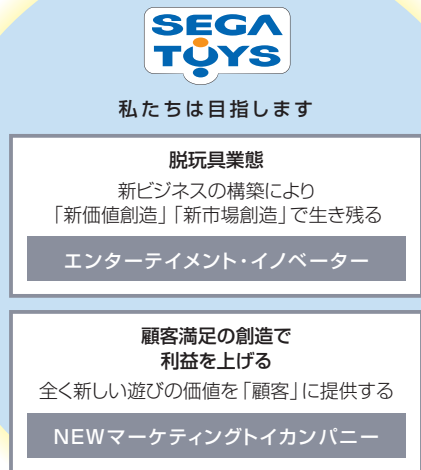 SEGA
TOYS
私たちは目指します
脱玩具業態
新ビジネスの構築により
「新価値創造」「新市場創造」で生き残る
エンターテイメント・イノベーター
顧客満足の創造で
利益を上げる
全く新しい遊びの価値を「顧客」に提供する
NEWマーケティングトイカンパニー